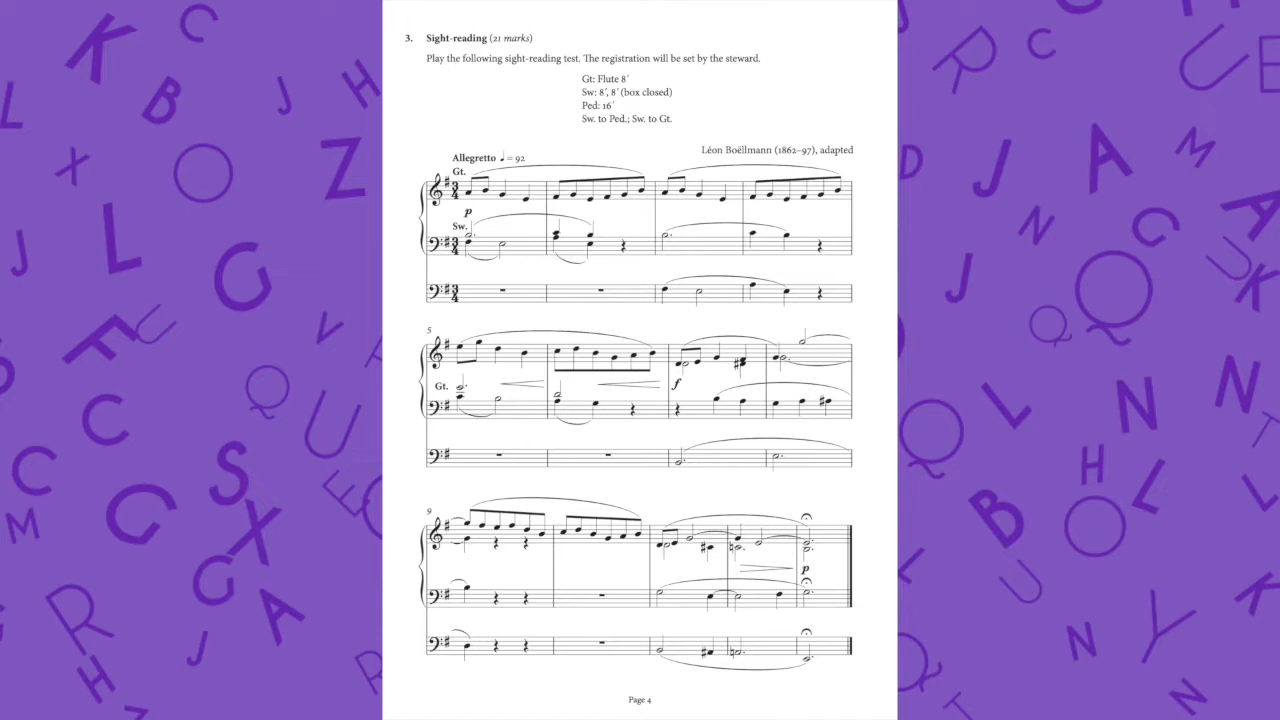 3. Sight-reading (21 marks)
Play the following sight-reading test. The registration will be set by the steward.
Gt: Flute 8´
Sw: 8´, 8´ (box closed)
Ped: 16´
Sw. to Ped.; Sw. to Gt.
Léon Boëllmann (1862–97), adapted
Allegretto ♩ = 92
Gt.
p
Sw.
5
Gt.
f
9
p
Page 4